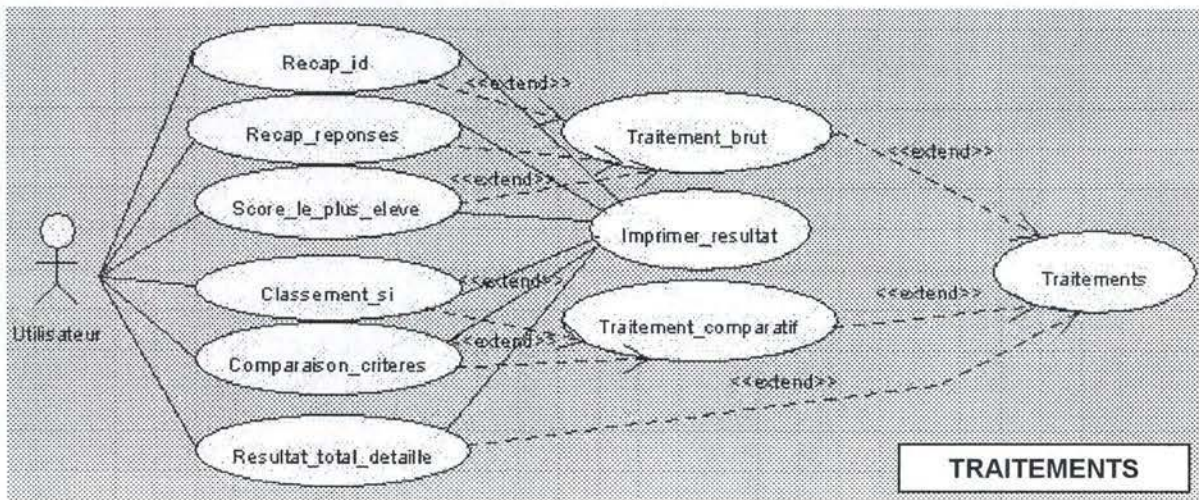 Recap_id
<<extend>>
Recap_reponses
Traitement_brut
<<extend>>
<<extend>>
Score_le_plus_eleve
Imprimer_resultat
Utilisateur
Classement_si
<<extend>>
Traitements
<<extend>>
Traitement_comparatif
<<extend>>
Comparaison_criteres
<<extend>>
Resultat_total_detaille
TRAITEMENTS